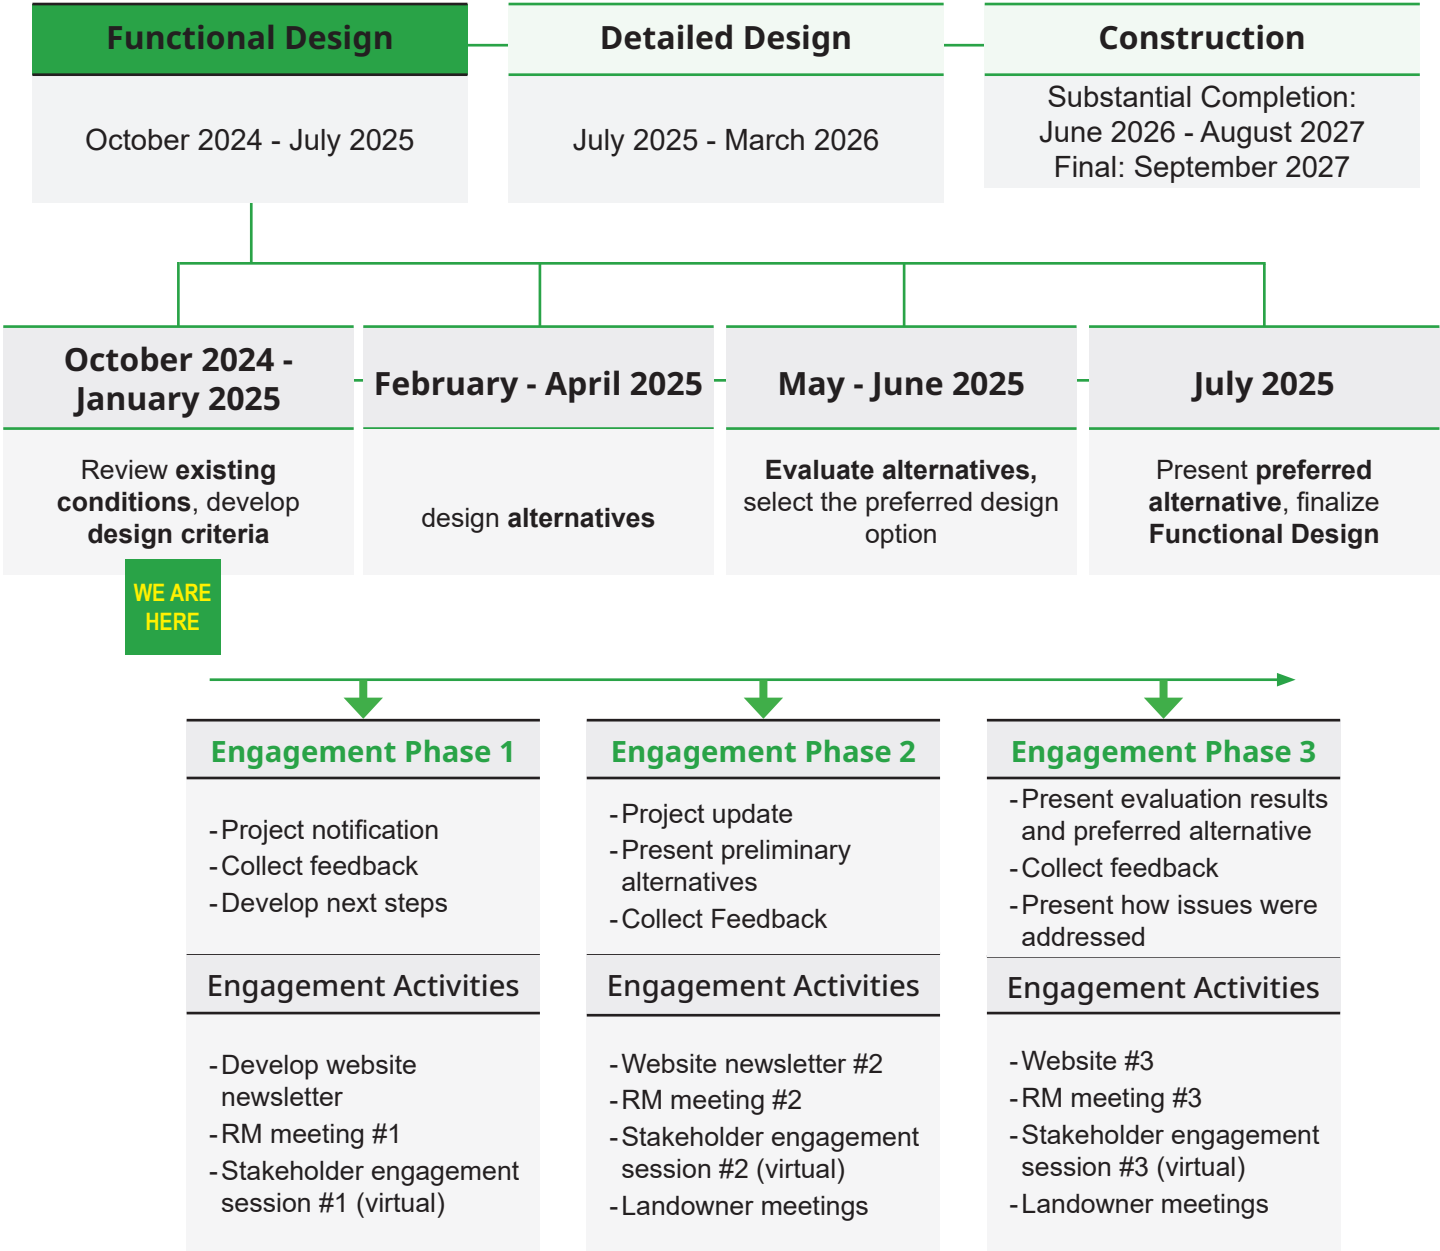 Functional Design
October 2024 - July 2025
Detailed Design
July 2025 - March 2026
Construction
Substantial Completion:
June 2026 - August 2027
Final: September 2027
October 2024 -
January 2025
Review existing
conditions, develop
design criteria
WE ARE
HERE
February - April 2025
design alternatives
May - June 2025
Evaluate alternatives,
select the preferred design
option
July 2025
Present preferred
alternative, finalize
Functional Design
Engagement Phase 1
-Project notification
-Collect feedback
-Develop next steps
Engagement Activities
-Develop website
newsletter
-RM meeting #1
-Stakeholder engagement
session #1 (virtual)
Engagement Phase 2
-Project update
-Present preliminary
alternatives
-Collect Feedback
Engagement Activities
-Website newsletter #2
-RM meeting #2
-Stakeholder engagement
session #2 (virtual)
-Landowner meetings
Engagement Phase 3
-Present evaluation results
and preferred alternative
-Collect feedback
-Present how issues were
addressed
Engagement Activities
-Website #3
-RM meeting #3
-Stakeholder engagement
session #3 (virtual)
-Landowner meetings